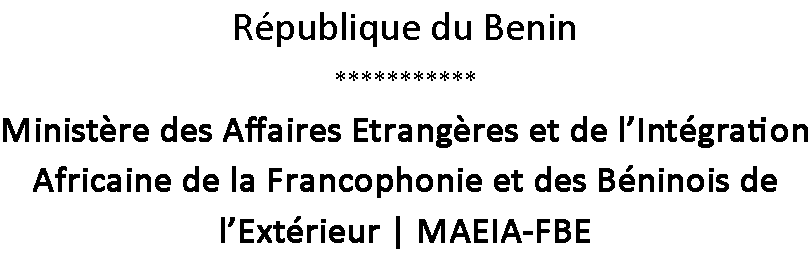 République du Benin
***********
Ministère des Affaires Etrangères et de l’Intégration
Africaine de la Francophonie et des Béninois de
l’Extérieur | MAEIA-FBE